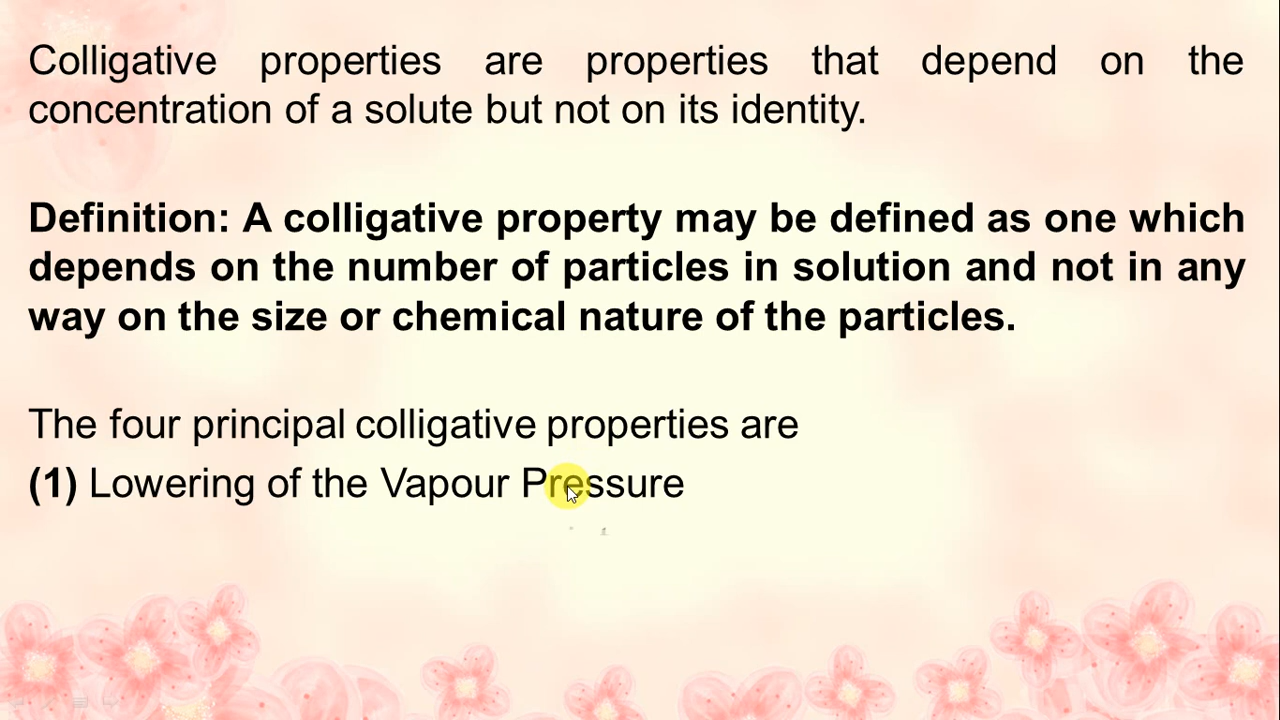 Colligative properties are properties that depend on the
concentration of a solute but not on its identity.
Definition: A colligative property may be defined as one which
depends on the number of particles in solution and not in any
way on the size or chemical nature of the particles.
The four principal colligative properties are
(1) Lowering of the Vapour Pressure